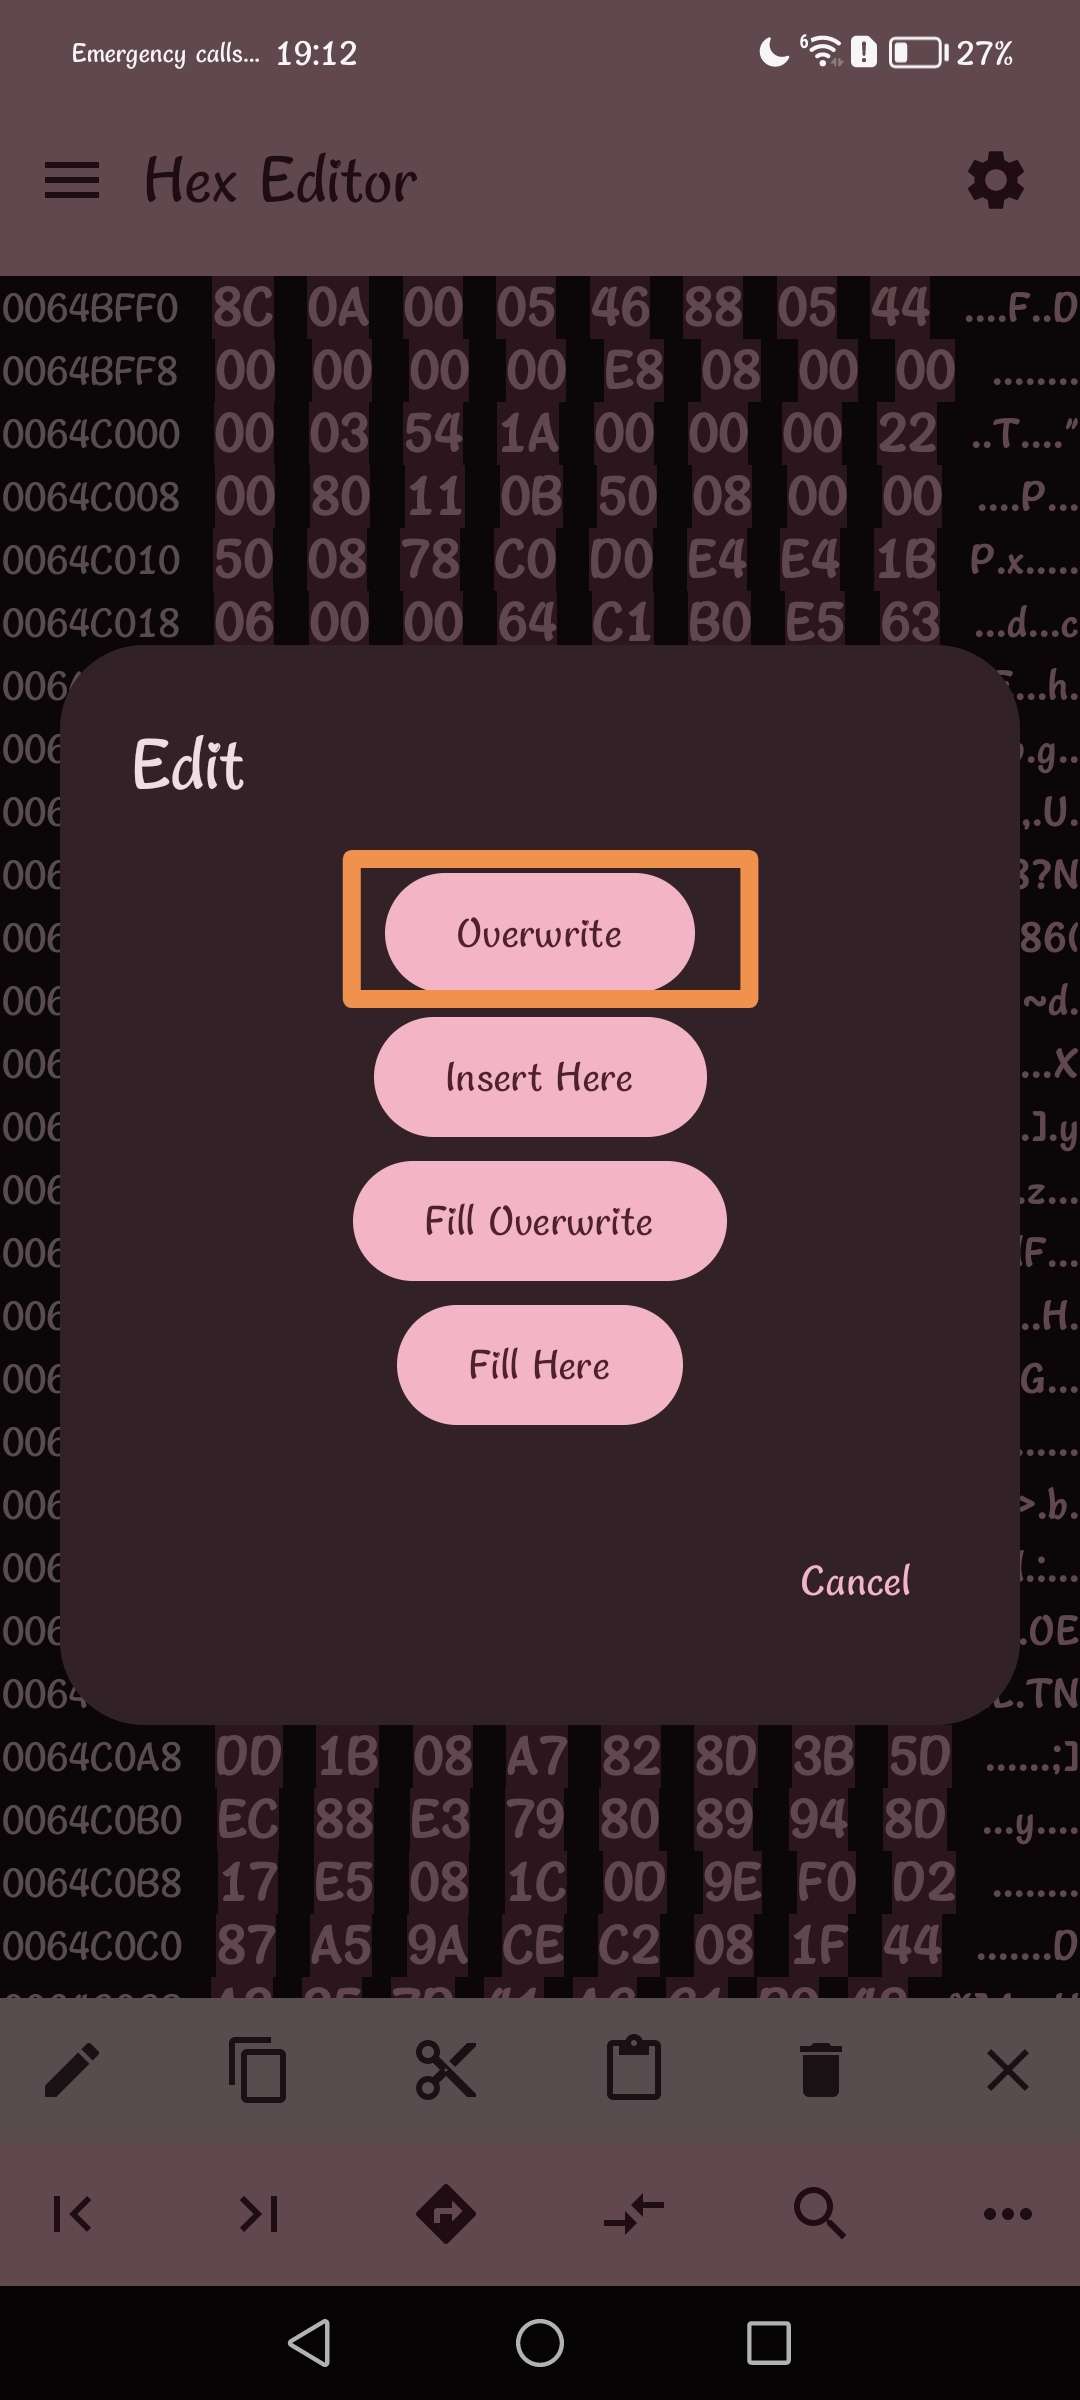 Emergency calls... 19:12 6 27%
Hex Editor
0064BFF0 8C 0A 00 05 46 88 05 44 ....F..D
0064BFF8 00 00 00 00 E8 08 00 00 ........
0064C000 00 03 54 1A 00 00 00 22 ..T...."
0064C008 00 80 11 0B 50 08 00 00 ....P...
0064C010 50 08 78 C0 D0 E4 E4 1B P.x.....
0064C018 06 00 00 64 C1 B0 E5 63 ...d...c
0064 ...h.
006 .g..
Edit
006 ,.U.
006 ?N
Overwrite
006 86
006 ~d.
006 ...X
Insert Here
006 .].y
006 .z...
Fill Overwrite
006 F...
006 ..H.
Fill Here
006 G...
006 ......
006 >.b.
006 .:...
Cancel
006 .OE
0064 .TN
0064C0A8 DD 1B 08 A7 82 8D 3B 5D ......;]
0064C0B0 EC 88 E3 79 80 89 94 8D ...y....
0064C0B8 17 E5 08 1C 0D 9E F0 D2 ........
0064C0C0 87 A5 9A CE C2 08 1F 44 .......D